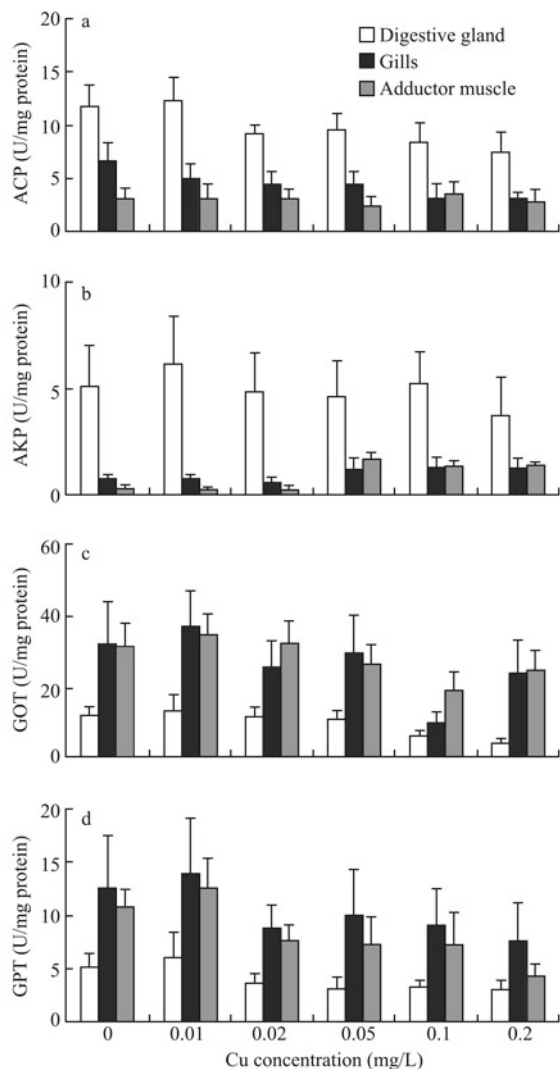 a
20
15
10
5
0
ACP (U/mg protein)
Digestive gland
Gills
Adductor muscle
b
10
5
0
AKP (U/mg protein)
c
60
40
20
0
GOT (U/mg protein)
d
20
15
10
5
0
GPT (U/mg protein)
0 0.01 0.02 0.05 0.1 0.2
Cu concentration (mg/L)